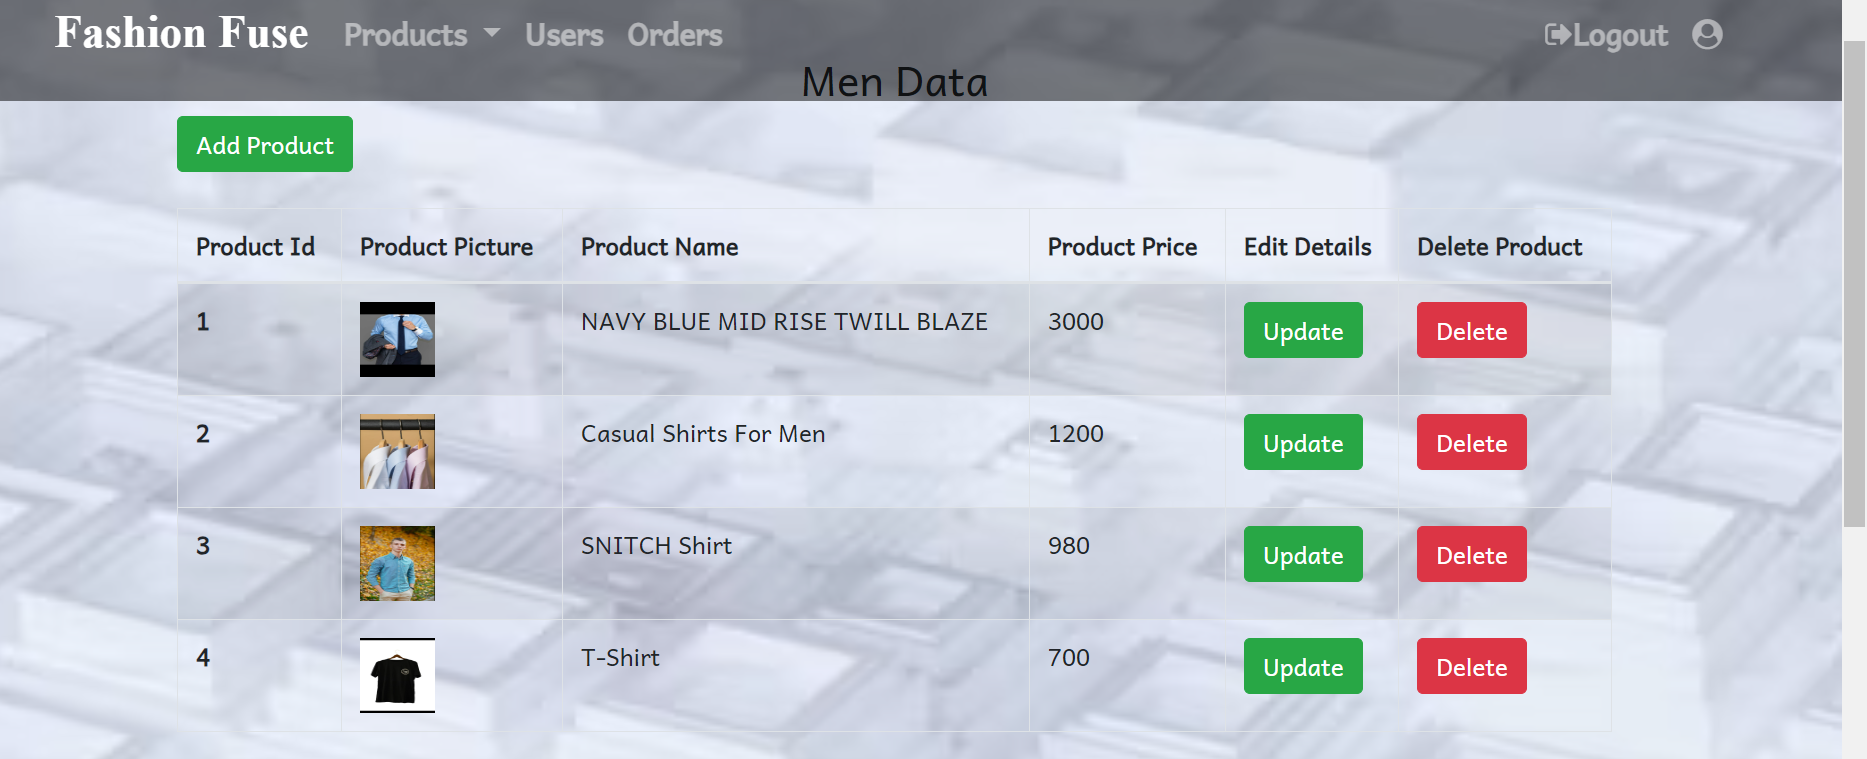 Fashion Fuse Products Users Orders Logout
Men Data
Add Product
Product Id Product Picture Product Name Product Price Edit Details Delete Product
1 NAVY BLUE MID RISE TWILL BLAZE 3000 Update Delete
2 Casual Shirts For Men 1200 Update Delete
3 SNITCH Shirt 980 Update Delete
4 T-Shirt 700 Update Delete